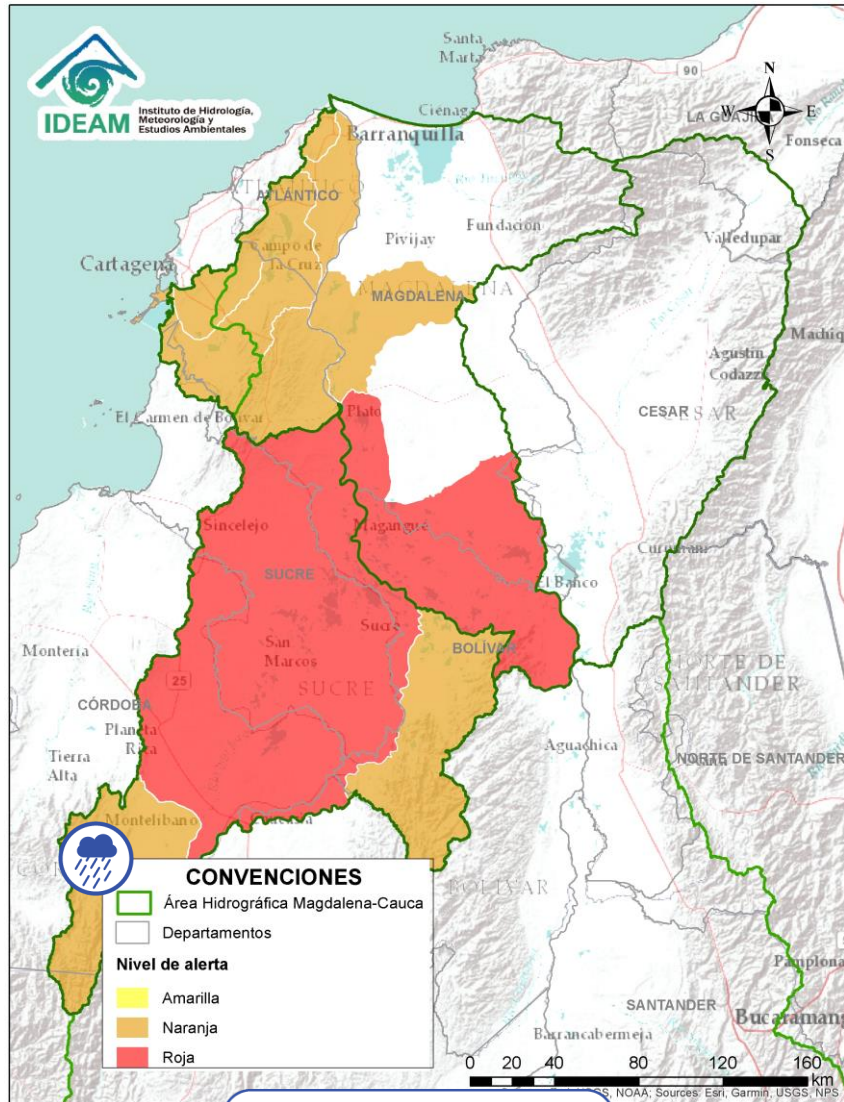 Santa
Marta
90
N
W E
S
IDEAM
Instituto de Hidrología,
Meteorología y
Estudios Ambientales
Ciénaga
LA GUAJIRA
Barranquilla
Fonseca
ATLÁNTICO
Fundación
Pivijay
Valledupar
Campo de
la Cruz
Cartagena
MAGDALENA
MAGDALENA
Agustín
Codazzi
El Carmen de Bolívar
Plato
CESAR
CESAR
Sincelejo
Magangué
SUCRE
El Banco
Sucre
Montería
San
Marcos
BOLÍVAR
NORTE DE
SANTANDER
25
SUCRE
CÓRDOBA
Planeta
Rica
Tierra
Alta
Aguachica
NORTE DE SANTANDER
Montelíbano
CONVENCIONES
Área Hidrográfica Magdalena-Cauca
Departamentos
Nivel de alerta
Amarilla
Naranja
Roja
BOLÍVAR
Pamplona
SANTANDER
Bucaramang
Barrancabermeja
0 20 40 80 120 160
km
NOAA; Sources: Esri, Garmin, USGS, NPS